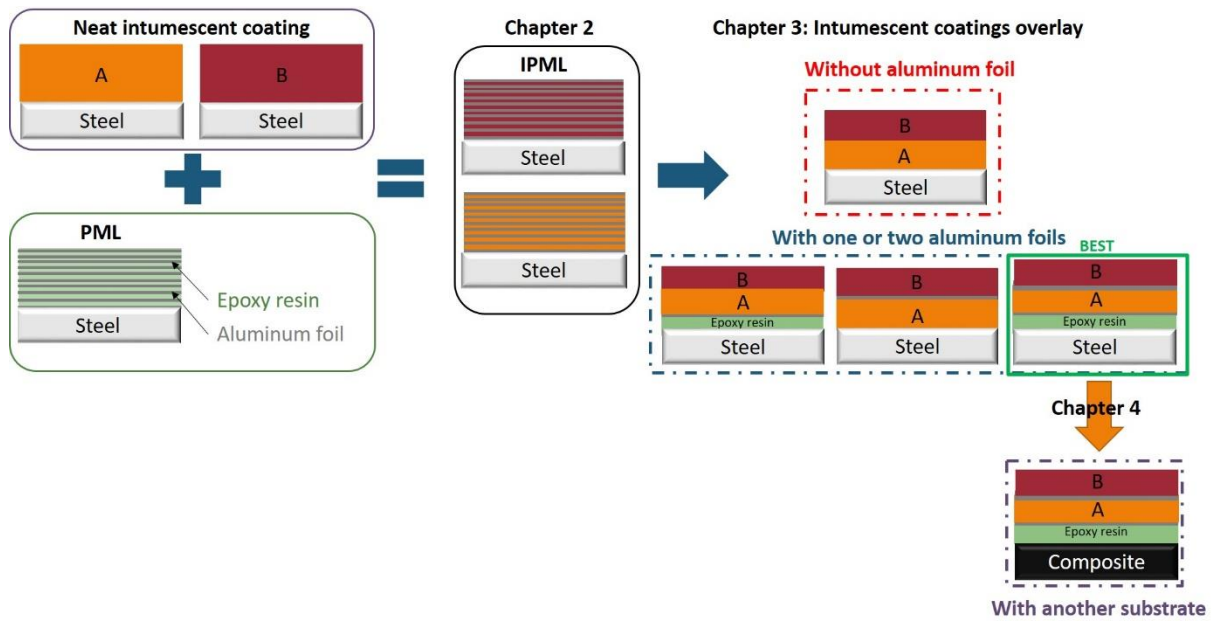 Neat intumescent coating
A
B
Steel
Steel
PML
Steel
Epoxy resin
Aluminum foil
Chapter 2
IPML
Steel
Steel
Chapter 3: Intumescent coatings overlay
Without aluminum foil
B
A
Steel
With one or two aluminum foils
BEST
B
A
Epoxy resin
Steel
B
A
Steel
B
A
Epoxy resin
Steel
Chapter 4
B
A
Epoxy resin
Composite
With another substrate